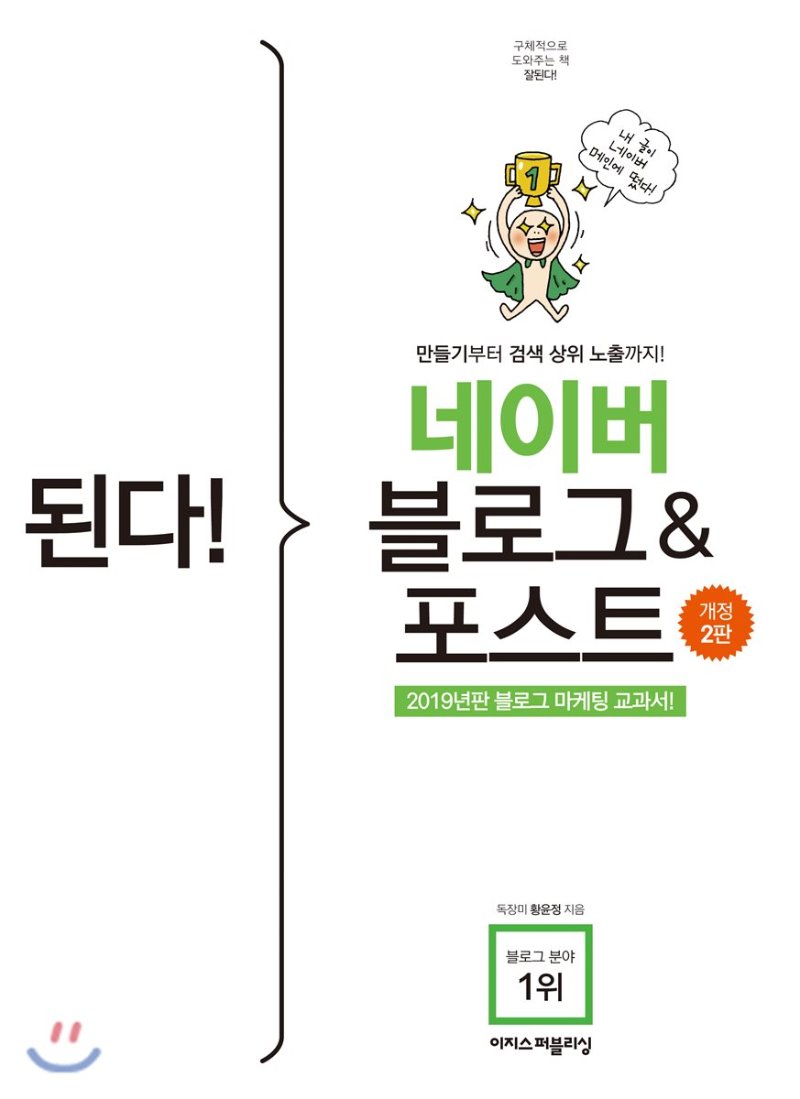 구체적으로
도와주는 책
잘된다!
내 글이
네이버
메인에 떴다!
1
만들기부터 검색 상위 노출까지!
네이버
된다!
블로그 &
포스트
개정
2판
2019년판 블로그 마케팅 교과서!
독장미 황윤정 지음
블로그 분야
1위
이지스퍼블리싱